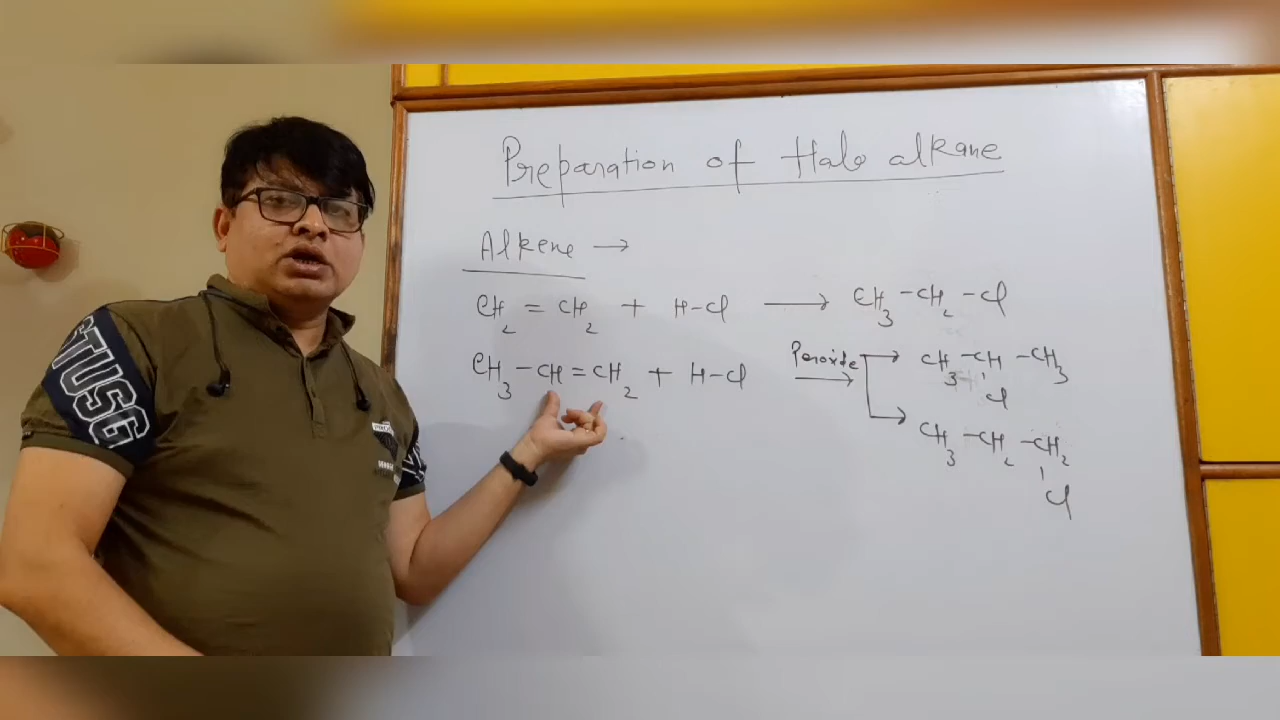 Preparation of Halo alkane
Alkene →
CH₂ = CH₂ + H-Cl → CH₃ - CH₂ - Cl
CH₃ - CH = CH₂ + H-Cl Peroxide → CH₃ - CH - CH₃
Cl
CH₃ - CH₂ - CH₂
Cl
STUSG